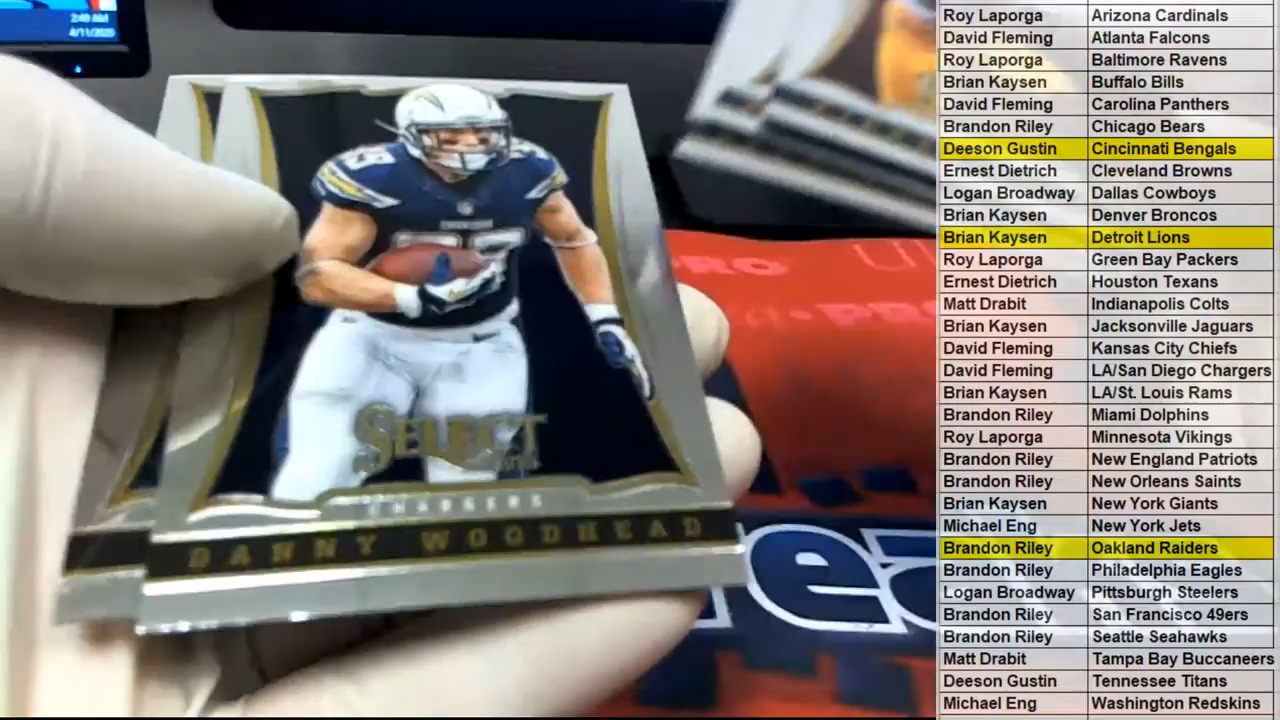 2:49 AM
4/11/2020
SELECT
CHARGERS
DANNY WOODHEAD
PRO
Roy Laporga Arizona Cardinals
David Fleming Atlanta Falcons
Roy Laporga Baltimore Ravens
Brian Kaysen Buffalo Bills
David Fleming Carolina Panthers
Brandon Riley Chicago Bears
Deeson Gustin Cincinnati Bengals
Ernest Dietrich Cleveland Browns
Logan Broadway Dallas Cowboys
Brian Kaysen Denver Broncos
Brian Kaysen Detroit Lions
Roy Laporga Green Bay Packers
Ernest Dietrich Houston Texans
Matt Drabit Indianapolis Colts
Brian Kaysen Jacksonville Jaguars
David Fleming Kansas City Chiefs
David Fleming LA/San Diego Chargers
Brian Kaysen LA/St. Louis Rams
Brandon Riley Miami Dolphins
Roy Laporga Minnesota Vikings
Brandon Riley New England Patriots
Brandon Riley New Orleans Saints
Brian Kaysen New York Giants
Michael Eng New York Jets
Brandon Riley Oakland Raiders
Brandon Riley Philadelphia Eagles
Logan Broadway Pittsburgh Steelers
Brandon Riley San Francisco 49ers
Brandon Riley Seattle Seahawks
Matt Drabit Tampa Bay Buccaneers
Deeson Gustin Tennessee Titans
Michael Eng Washington Redskins